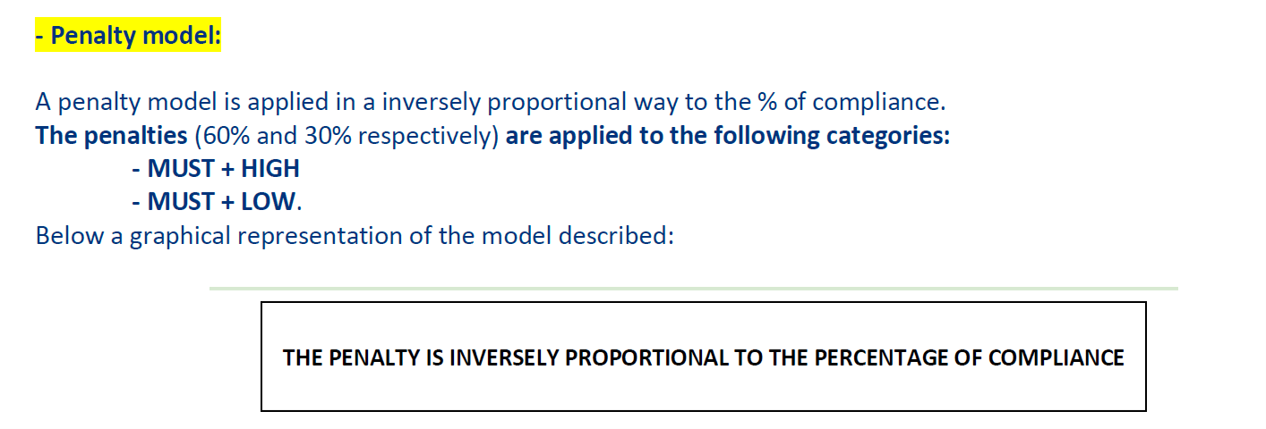 - Penalty model:
A penalty model is applied in a inversely proportional way to the % of compliance.
The penalties (60% and 30% respectively) are applied to the following categories:
- MUST + HIGH
- MUST + LOW.
Below a graphical representation of the model described:
THE PENALTY IS INVERSELY PROPORTIONAL TO THE PERCENTAGE OF COMPLIANCE